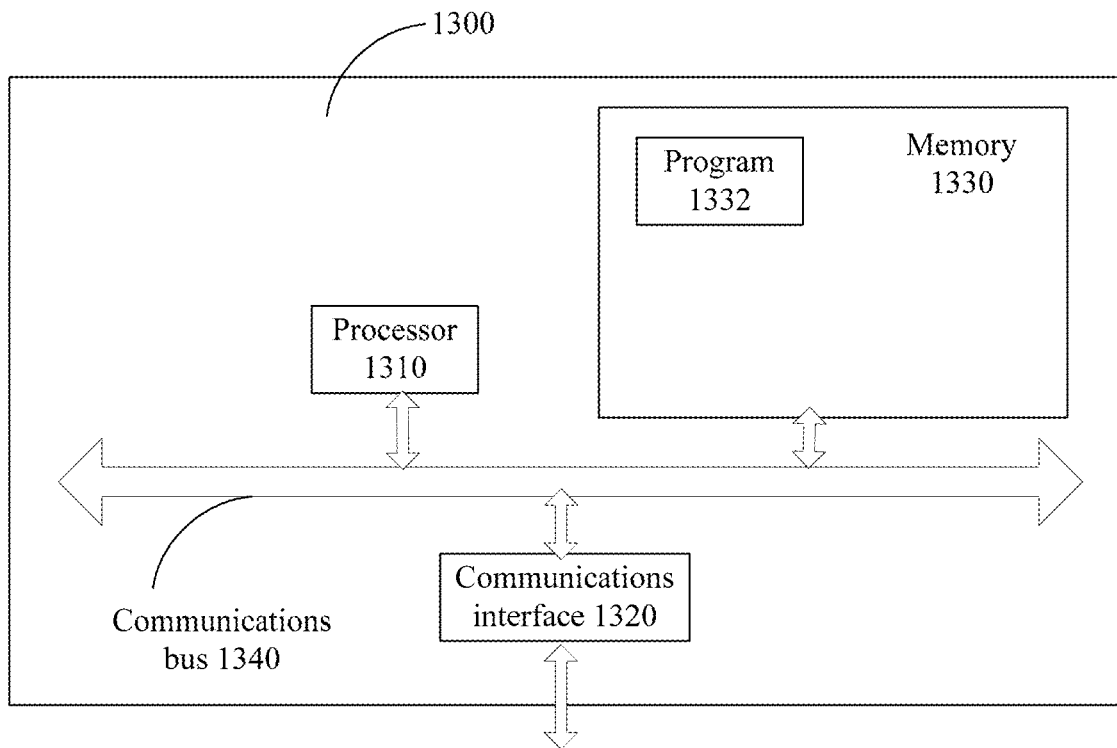 1300
Program
1332
Memory
1330
Processor
1310
Communications
interface 1320
Communications
bus 1340